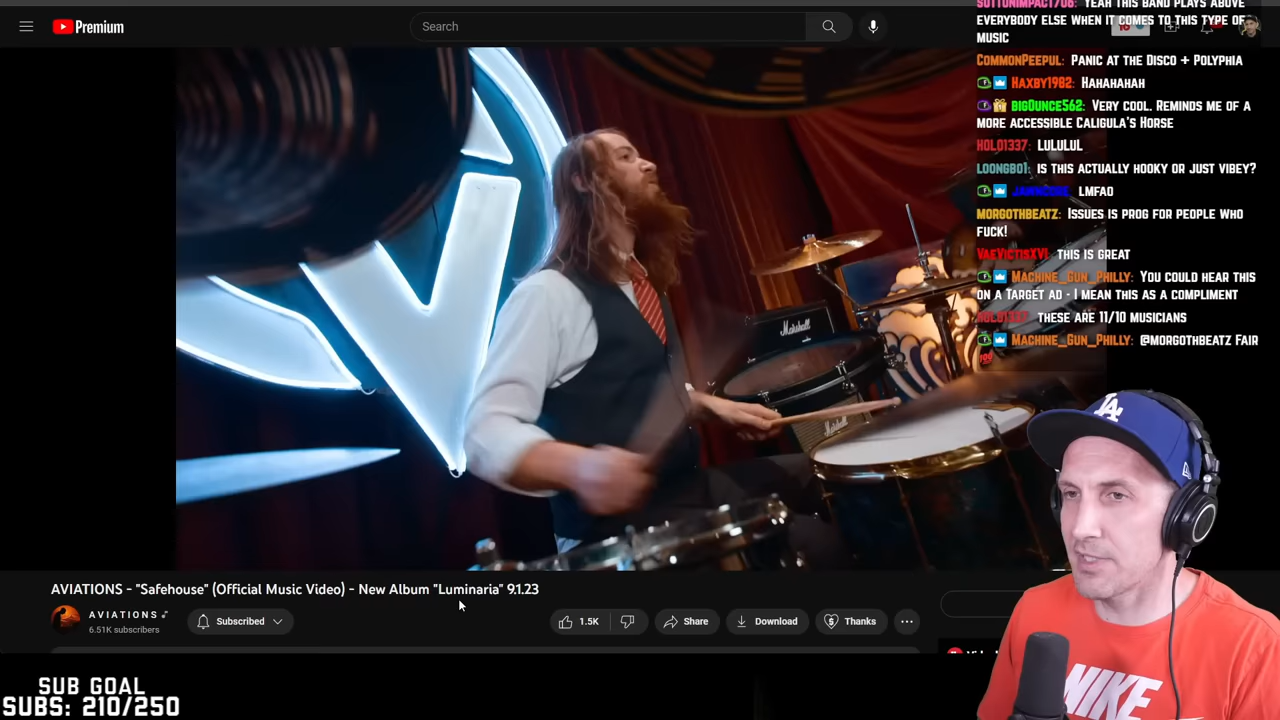 Premium
Search
SUTTONIMPACT706: YEAH THIS BAND PLAYS ABOVE
EVERYBODY ELSE WHEN IT COMES TO THIS TYPE OF
MUSIC
COMMONPEEPUL: PANIC AT THE DISCO + POLYPHIA
HAXBY1982: HAHAHAHAH
BIGOUNCE562: VERY COOL. REMINDS ME OF A
MORE ACCESSIBLE CALIGULA'S HORSE
HOLO1337: LULULUL
LOONGBO1: IS THIS ACTUALLY HOOKY OR JUST VIBEY?
LMFAO
MORGOTHBEATZ: ISSUES IS PROG FOR PEOPLE WHO
FUCK!
VAEVICTISXVI: THIS IS GREAT
MACHINE_GUN_PHILLY: YOU COULD HEAR THIS
ON A TARGET AD - I MEAN THIS AS A COMPLIMENT
HOLO1337: THESE ARE 11/10 MUSICIANS
MACHINE_GUN_PHILLY: @MORGOTHBEATZ FAIR
Marshall
Marshall
LA
NIKE
AVIATIONS - "Safehouse" (Official Music Video) - New Album "Luminaria" 9.1.23
AVIATIONS
6.51K subscribers
Subscribed
1.5K
Share
Download
Thanks
SUB GOAL
SUBS: 210/250